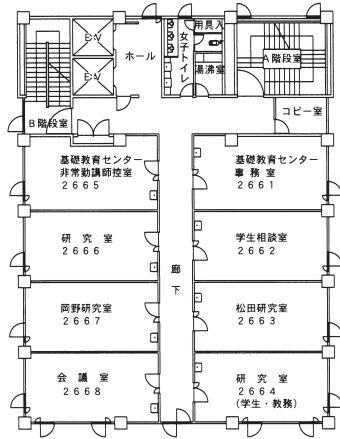 用具入
EV
ホール
女子トイレ
湯沸室
A階段室
EV
コピー室
B階段室
基礎教育センター
非常勤講師控室
2665
基礎教育センター
事務室
2661
研究室
2666
学生相談室
2662
廊下
岡野研究室
2667
松田研究室
2663
会議室
2668
研究室
2664
(学生・教務)